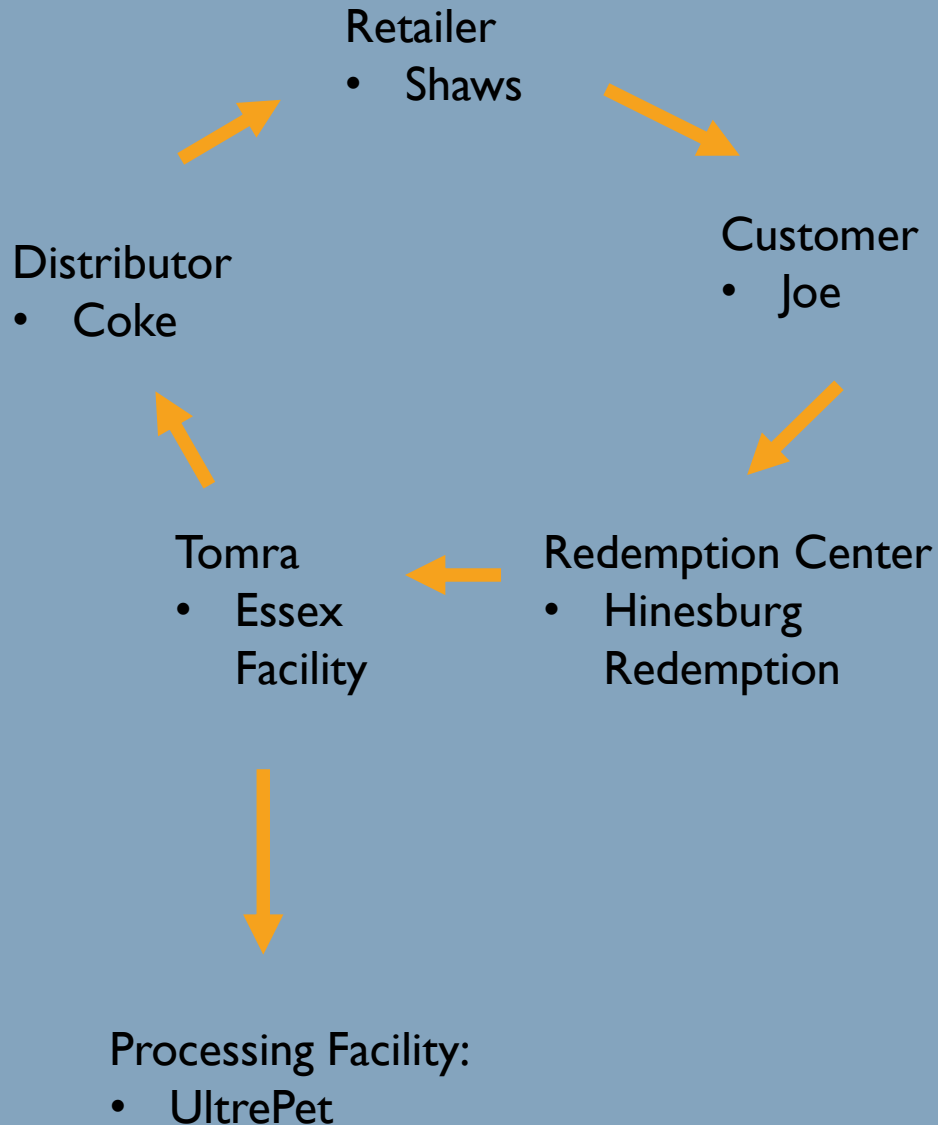 Retailer
• Shaws
Customer
• Joe
Distributor
• Coke
Tomra
• Essex
Facility
Redemption Center
• Hinesburg
Redemption
Processing Facility:
• UltrePet